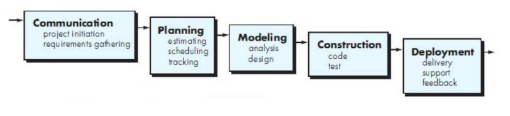 Communication
project initiation
requirements gathering
Planning
estimating
scheduling
tracking
Modeling
analysis
design
Construction
code
test
Deployment
delivery
support
feedback